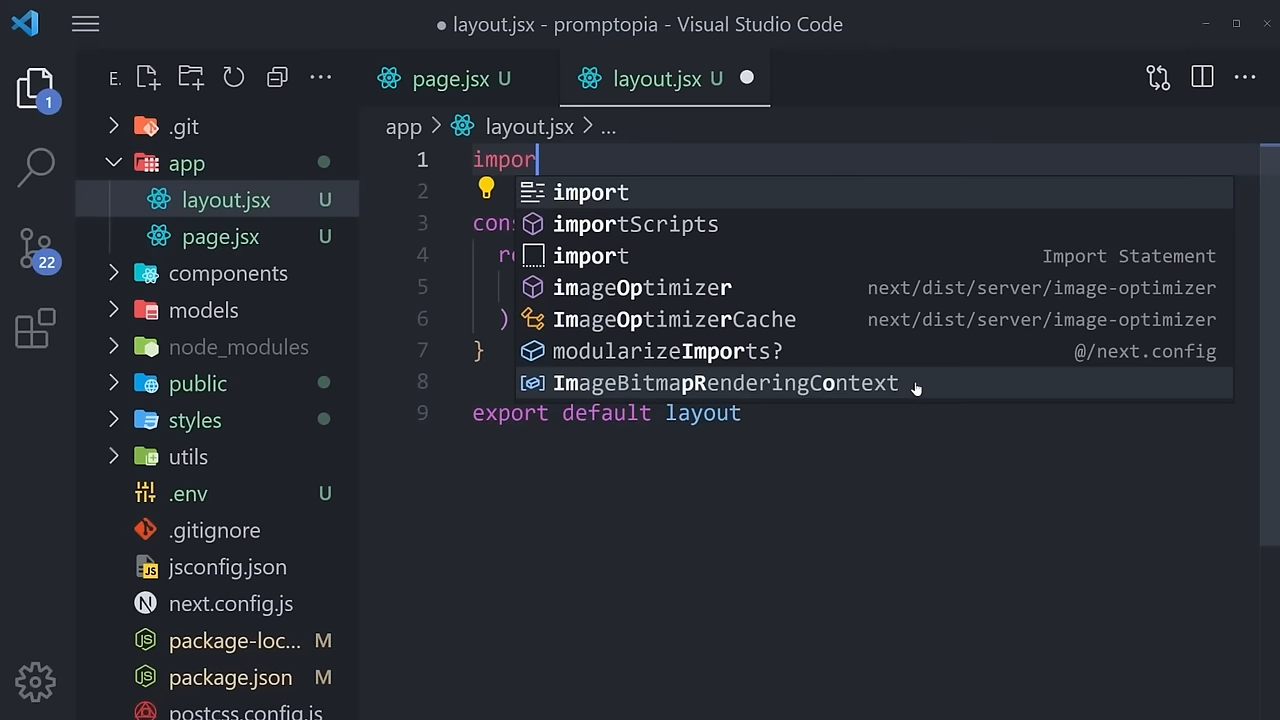 layout.jsx - promptopia - Visual Studio Code
E.
page.jsx U
layout.jsx U
app > layout.jsx > ...
1
22
.git
app
layout.jsx U
page.jsx U
components
models
node_modules
public
styles
utils
.env U
.gitignore
jsconfig.json
next.config.js
package-loc... M
package.json M
postcss.config.js
1 impor
2
3 con
4 re
5
6 )
7 }
8
9 export default layout
import
importScripts
import Import Statement
imageOptimizer next/dist/server/image-optimizer
ImageOptimizerCache next/dist/server/image-optimizer
modularizeImports? @/next.config
ImageBitmapRenderingContext